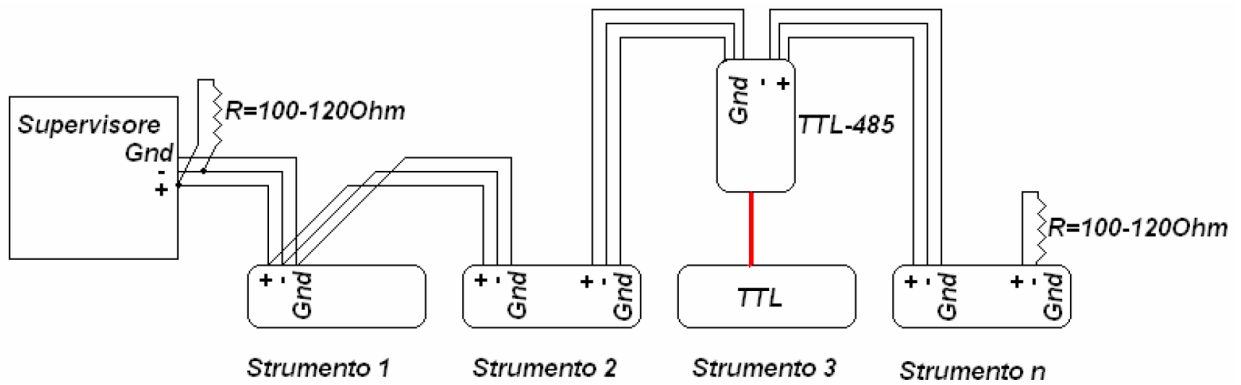 Supervisore
Gnd
-
+
R=100-120Ohm
Gnd
-
+
TTL-485
R=100-120Ohm
+ - Gnd
+ - Gnd
+ - Gnd
TTL
+ - Gnd
+ - Gnd
Strumento 1
Strumento 2
Strumento 3
Strumento n